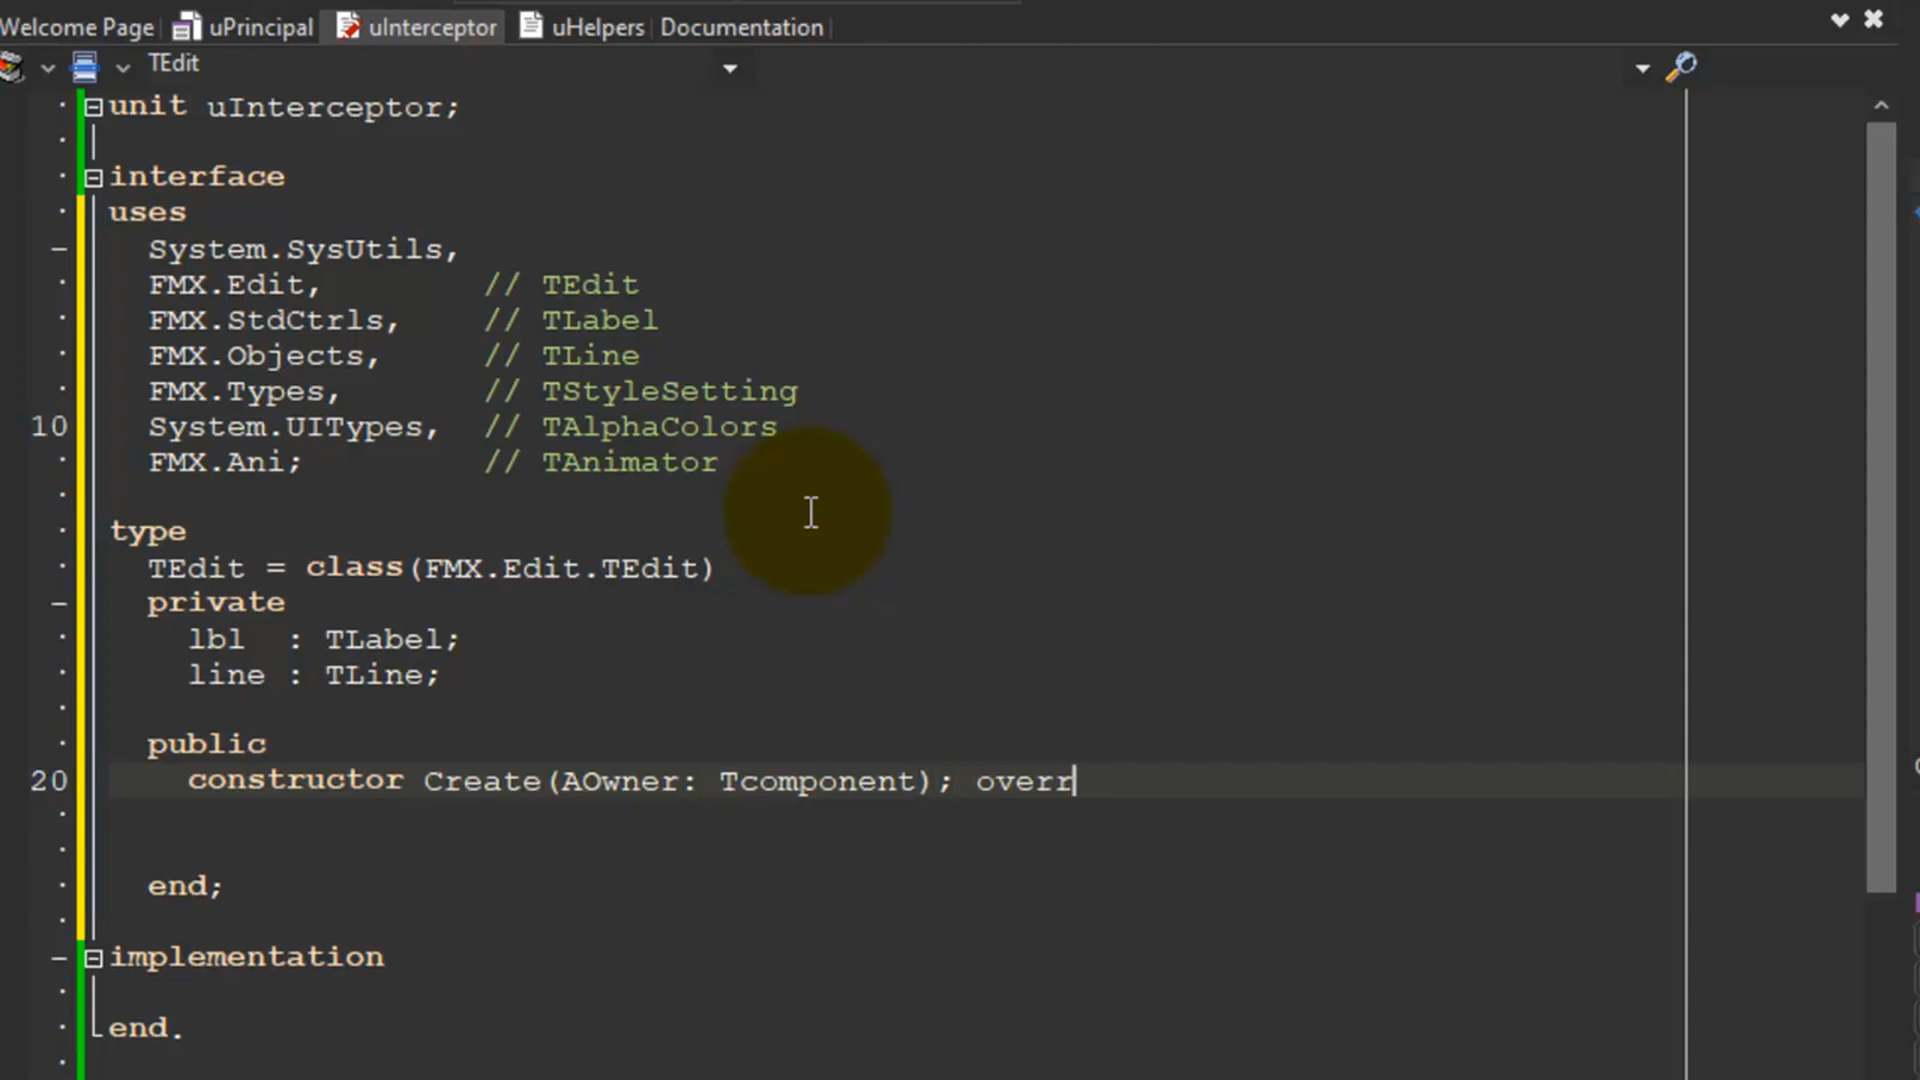 Welcome Page uPrincipal uInterceptor uHelpers Documentation
TEdit
unit uInterceptor;
interface
uses
System.SysUtils,
FMX.Edit, // TEdit
FMX.StdCtrls, // TLabel
FMX.Objects, // TLine
FMX.Types, // TStyleSetting
10 System.UITypes, // TAlphaColors
FMX.Ani; // TAnimator
type
TEdit = class(FMX.Edit.TEdit)
private
lbl : TLabel;
line : TLine;
public
20 constructor Create(AOwner: Tcomponent); overr
end;
implementation
end.